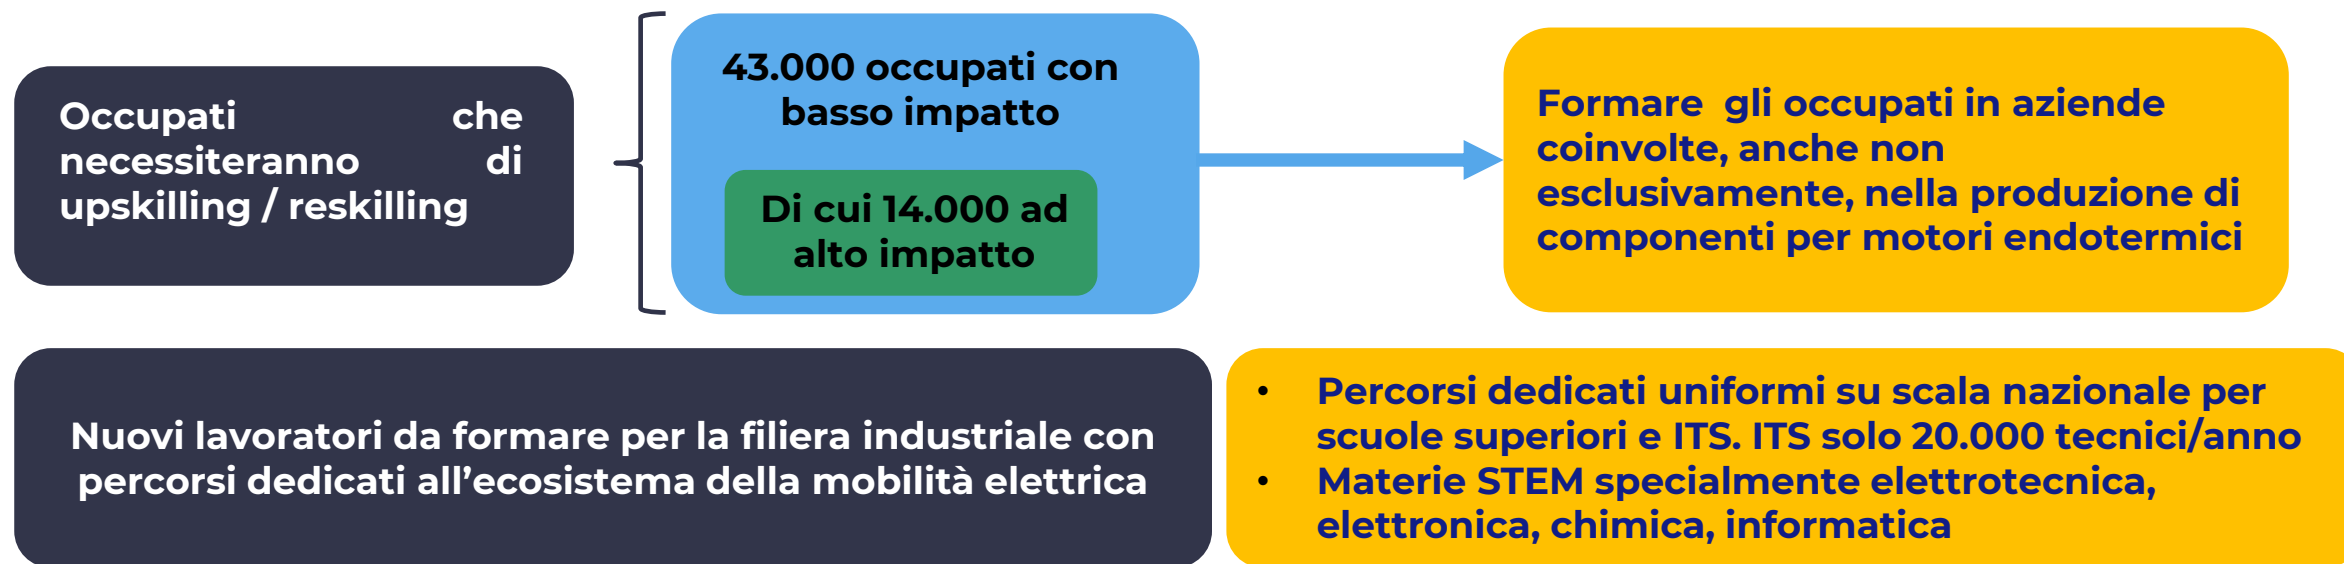 Occupati che
necessiteranno di
upskilling / reskilling
43.000 occupati con
basso impatto
Di cui 14.000 ad
alto impatto
Formare gli occupati in aziende
coinvolte, anche non
esclusivamente, nella produzione di
componenti per motori endotermici
Nuovi lavoratori da formare per la filiera industriale con
percorsi dedicati all’ecosistema della mobilità elettrica
• Percorsi dedicati uniformi su scala nazionale per
scuole superiori e ITS. ITS solo 20.000 tecnici/anno
• Materie STEM specialmente elettrotecnica,
elettronica, chimica, informatica